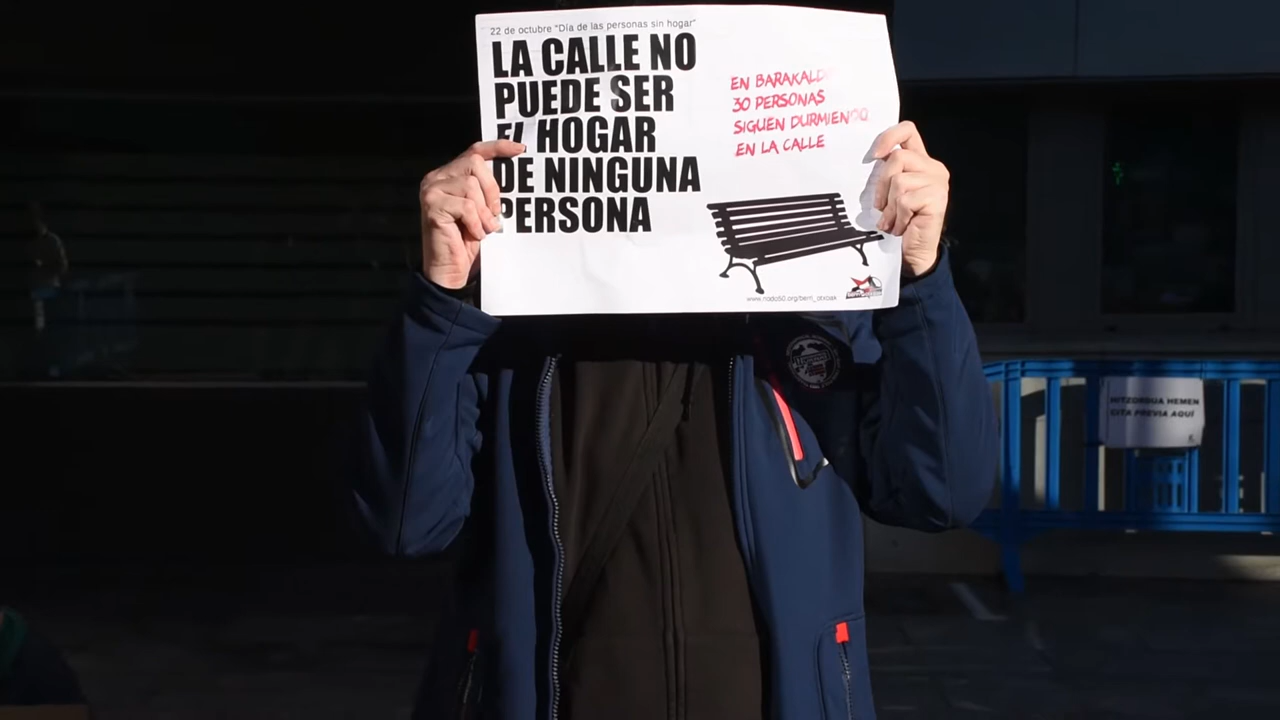 22 de octubre "Día de las personas sin hogar"
LA CALLE NO
PUEDE SER
EL HOGAR
DE NINGUNA
PERSONA
EN BARAKALDO
30 PERSONAS
SIGUEN DURMIENDO
EN LA CALLE
www.nodo50.org/berri_otxoak
HITZORDUA HEMEN
CITA PREVIA AQUÍ